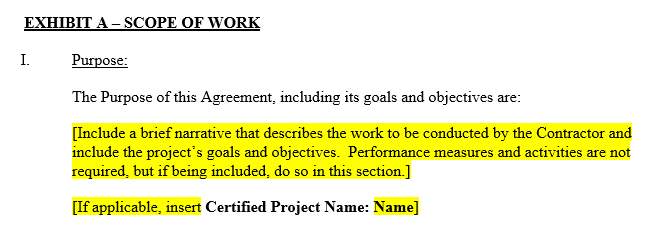 EXHIBIT A – SCOPE OF WORK
I. Purpose:
The Purpose of this Agreement, including its goals and objectives are:
[Include a brief narrative that describes the work to be conducted by the Contractor and
include the project’s goals and objectives.  Performance measures and activities are not
required, but if being included, do so in this section.]
[If applicable, insert Certified Project Name: Name]